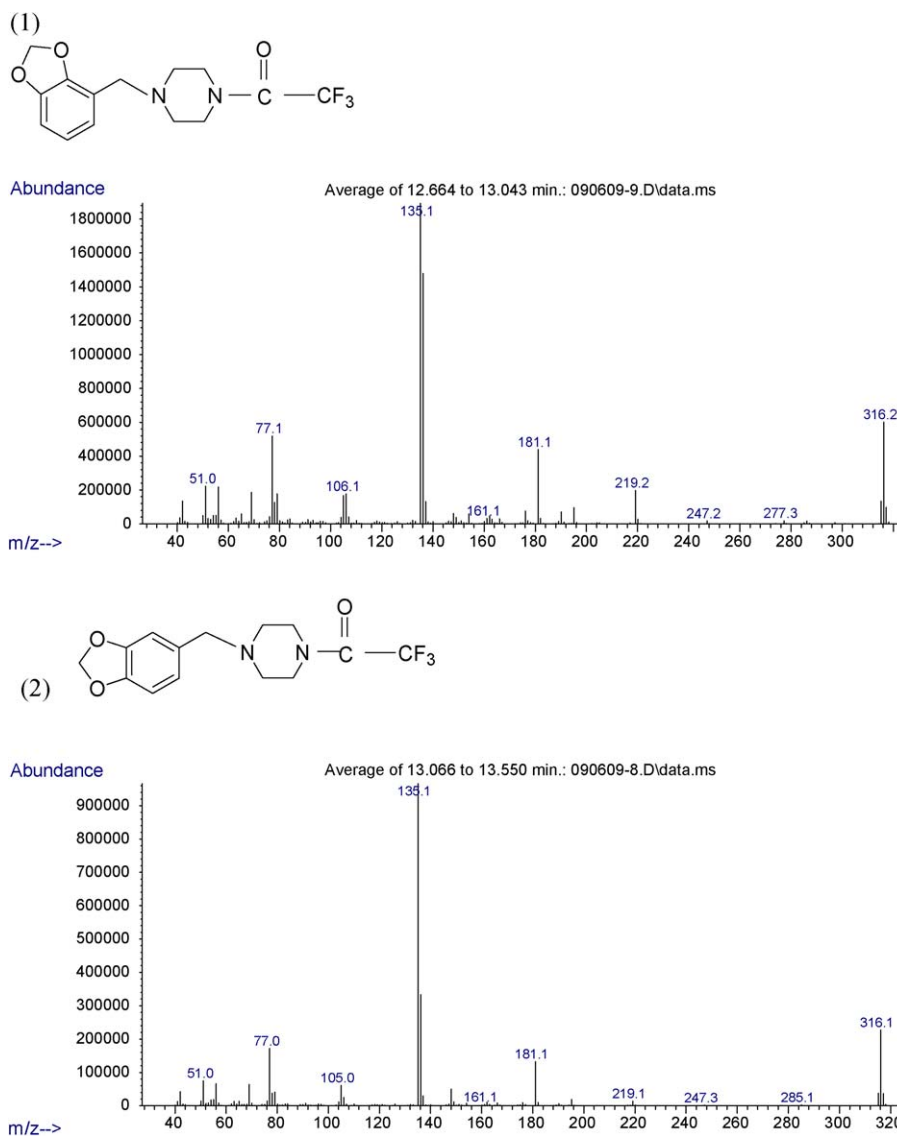 (1)
O
O
O
N
N
C
CF3
Abundance
Average of 12.664 to 13.043 min.: 090609-9.D\data.ms
135.1
1800000
1600000
1400000
1200000
1000000
800000
600000
400000
200000
0
316.2
77.1
181.1
51.0
106.1
219.2
161.1
247.2
277.3
40 60 80 100 120 140 160 180 200 220 240 260 280 300
m/z-->
O
O
O
N
N
C
CF3
(2)
Abundance
Average of 13.066 to 13.550 min.: 090609-8.D\data.ms
135.1
900000
800000
700000
600000
500000
400000
300000
200000
100000
0
316.1
77.0
181.1
51.0
105.0
161.1
219.1
247.3
285.1
40 60 80 100 120 140 160 180 200 220 240 260 280 300 320
m/z-->